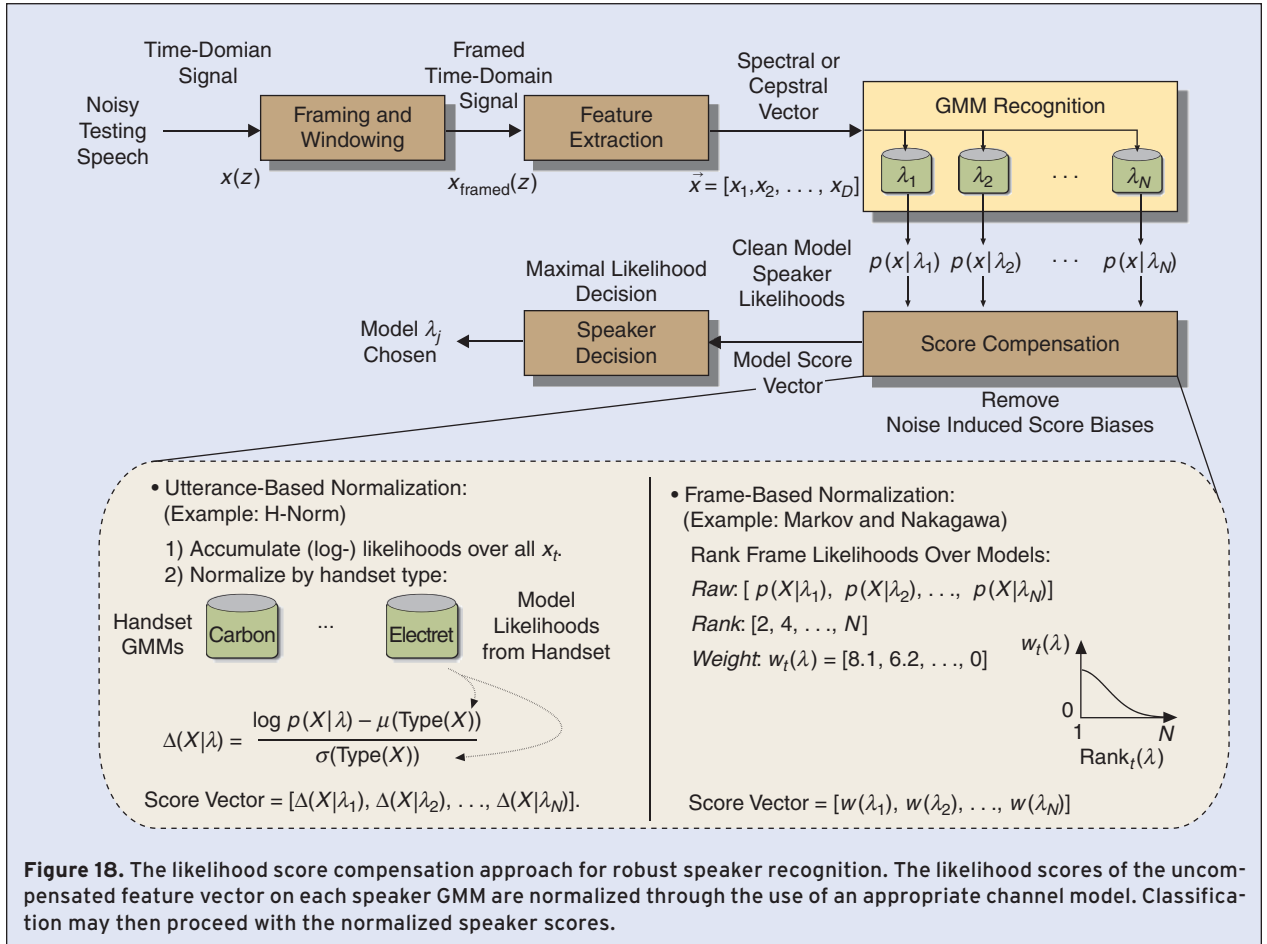 Time-Domian
Signal
Framed
Time-Domain
Signal
Spectral or
Cepstral
Vector
Noisy
Testing
Speech
Framing and
Windowing
Feature
Extraction
GMM Recognition
λ1 λ2 . . . λN
x(z)
xframed(z)
x⃗ = [x1,x2, . . . , xD]
p(x|λ1) p(x|λ2) . . . p(x|λN)
Clean Model
Speaker
Likelihoods
Maximal Likelihood
Decision
Model λj
Chosen
Speaker
Decision
Model Score
Vector
Score Compensation
Remove
Noise Induced Score Biases
• Utterance-Based Normalization:
(Example: H-Norm)
1) Accumulate (log-) likelihoods over all xt.
2) Normalize by handset type:
Handset
GMMs
Carbon ... Electret
Model
Likelihoods
from Handset
Δ(X|λ) = log p(X|λ) – μ(Type(X))
σ(Type(X))
Score Vector = [Δ(X|λ1), Δ(X|λ2), . . ., Δ(X|λN)].
• Frame-Based Normalization:
(Example: Markov and Nakagawa)
Rank Frame Likelihoods Over Models:
Raw: [ p(X|λ1), p(X|λ2), . . ., p(X|λN)]
Rank: [2, 4, . . ., N]
Weight: wt(λ) = [8.1, 6.2, . . ., 0]
wt(λ)
0
1 N
Rankt(λ)
Score Vector = [w(λ1), w(λ2), . . ., w(λN)]
Figure 18. The likelihood score compensation approach for robust speaker recognition. The likelihood scores of the uncom-
pensated feature vector on each speaker GMM are normalized through the use of an appropriate channel model. Classifica-
tion may then proceed with the normalized speaker scores.